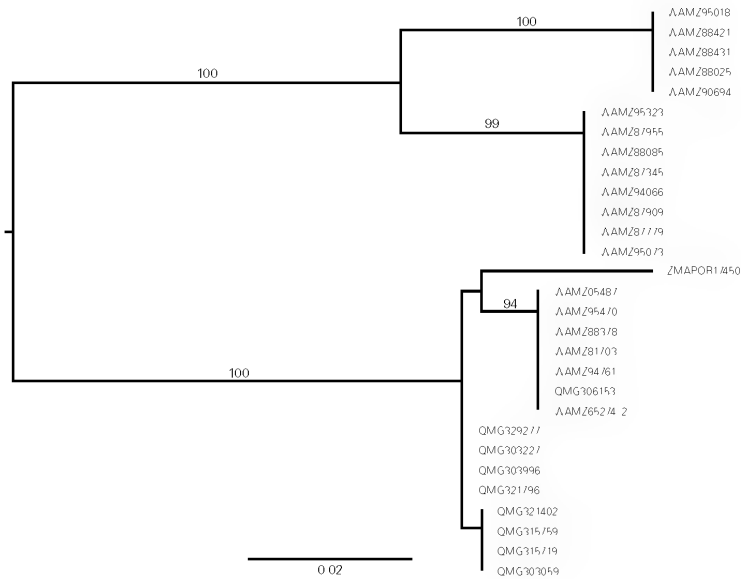 AAMZ95018
100
AAMZ88421
AAMZ88431
100
AAMZ88025
AAMZ90694
AAMZ95323
99
AAMZ87955
AAMZ88085
AAMZ87345
AAMZ94066
AAMZ87909
AAMZ87779
AAMZ95073
ZMAPOR17450
AAMZ05487
94
AAMZ95470
AAMZ88378
AAMZ81703
100
AAMZ94761
QMG306153
AAMZ65274 2
QMG329277
QMG303227
QMG303996
QMG321796
QMG321402
QMG315759
QMG315719
0 02
QMG303059